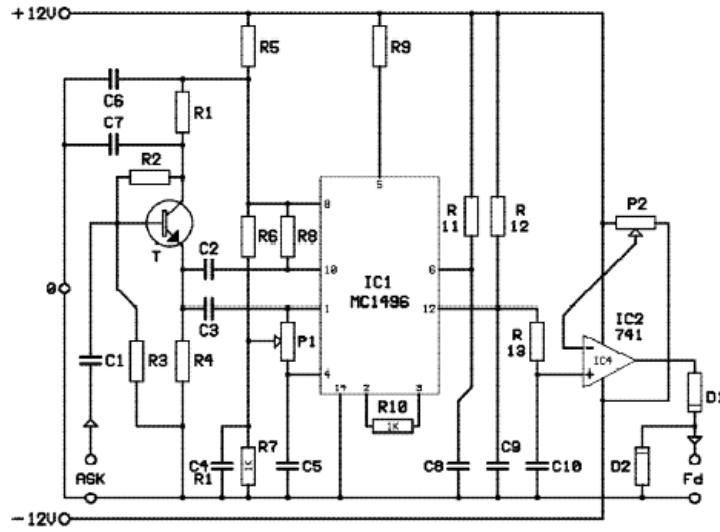 +12V
R5
R9
C6
R1
C7
R2
5
8
R
11
R
12
P2
T
C2
R6
R8
10
6
IC1
MC1496
0
C3
1
12
P1
IC2
741
C1
R3
R4
R
13
IC4
4
14
2
3
R10
1K
D1
R7
1K
C4
R1
C5
C8
C9
C10
D2
ASK
Fd
-12V